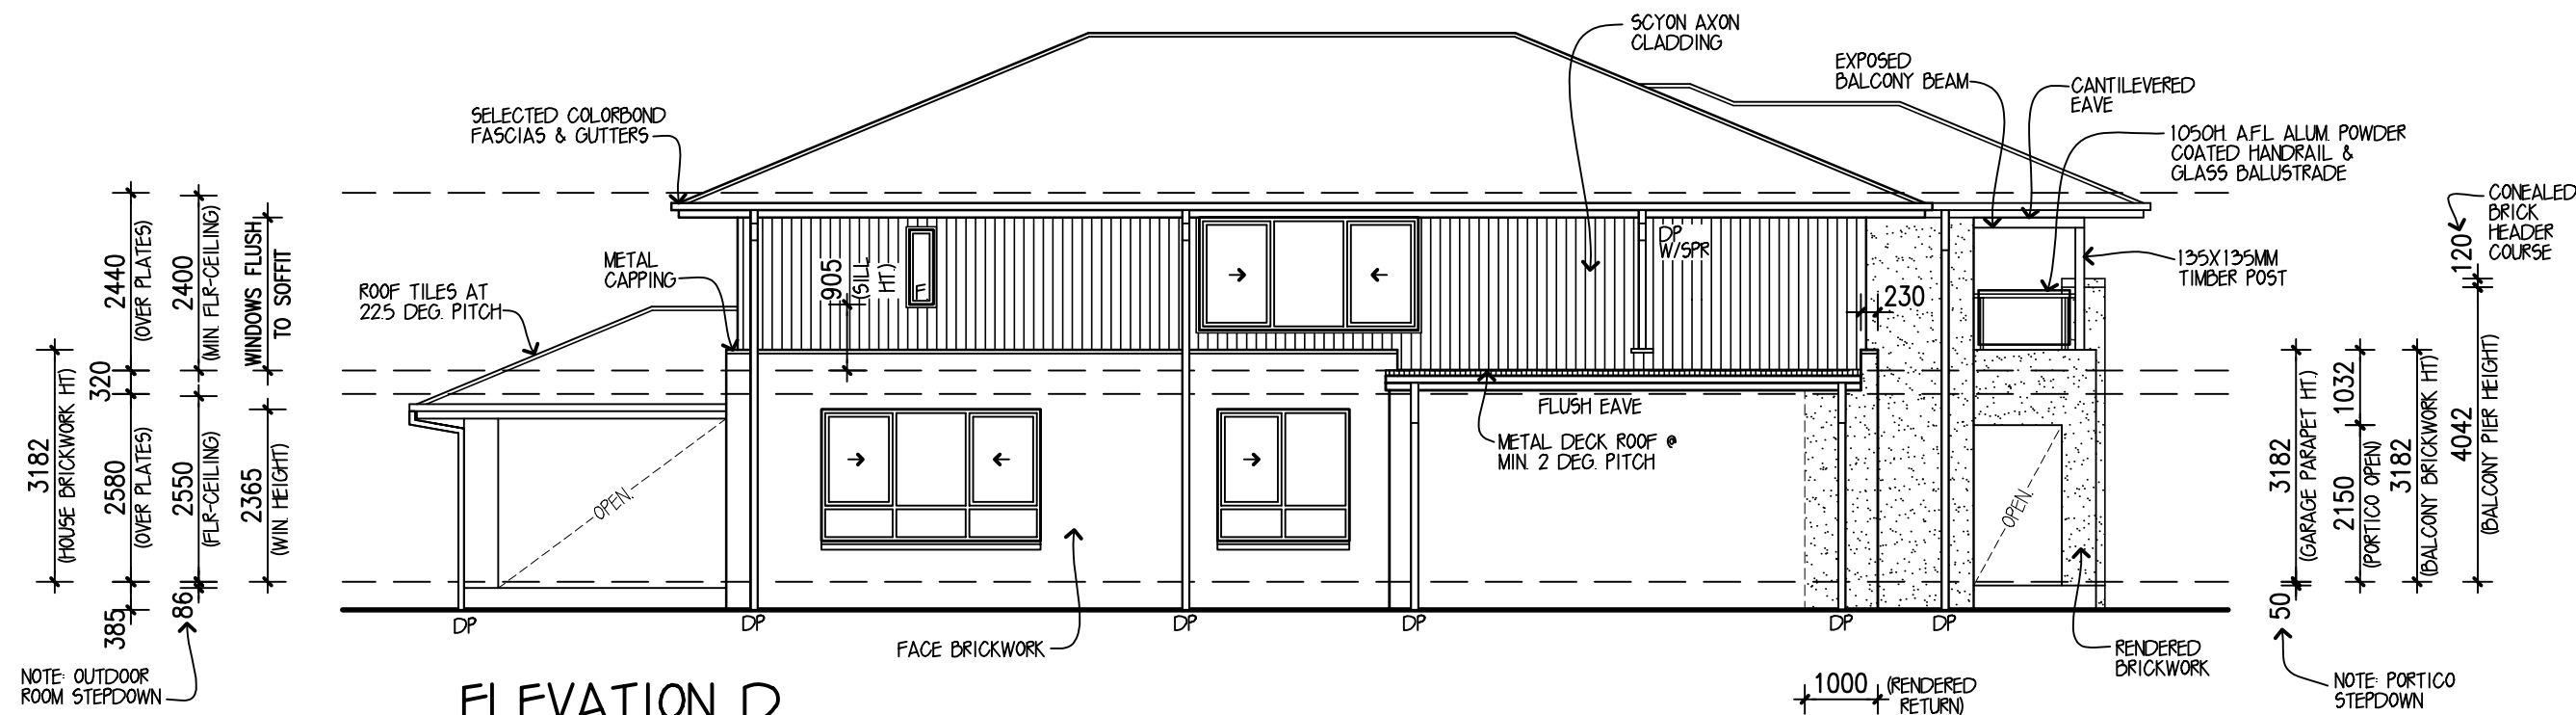 SCYON AXON
CLADDING
EXPOSED
BALCONY BEAM
CANTILEVERED
EAVE
SELECTED COLORBOND
FASCIAS & GUTTERS
1050H. A.F.L. ALUM. POWDER
COATED HANDRAIL &
GLASS BALUSTRADE
CONEALED
BRICK
HEADER
COURSE
120
METAL
CAPPING
ROOF TILES AT
22.5 DEG. PITCH
905
(SILL
HT.)
F
DP
W/SPR
230
135X135MM
TIMBER POST
2440
(OVER PLATES)
2400
(MIN. FLR-CEILING)
WINDOWS FLUSH
TO SOFFIT
320
3182
(HOUSE BRICKWORK HT)
2580
(OVER PLATES)
2550
(FLR-CEILING)
2365
(WIN. HEIGHT)
385
86
NOTE: OUTDOOR
ROOM STEPDOWN
OPEN
FLUSH EAVE
METAL DECK ROOF @
MIN. 2 DEG. PITCH
OPEN
3182
(GARAGE PARAPET HT.)
1032
2150
(PORTICO OPEN)
3182
(BALCONY BRICKWORK HT)
4042
(BALCONY PIER HEIGHT)
50
DP
DP
DP
DP
DP
DP
FACE BRICKWORK
RENDERED
BRICKWORK
NOTE: PORTICO
STEPDOWN
1000
(RENDERED
RETURN)
ELEVATION D